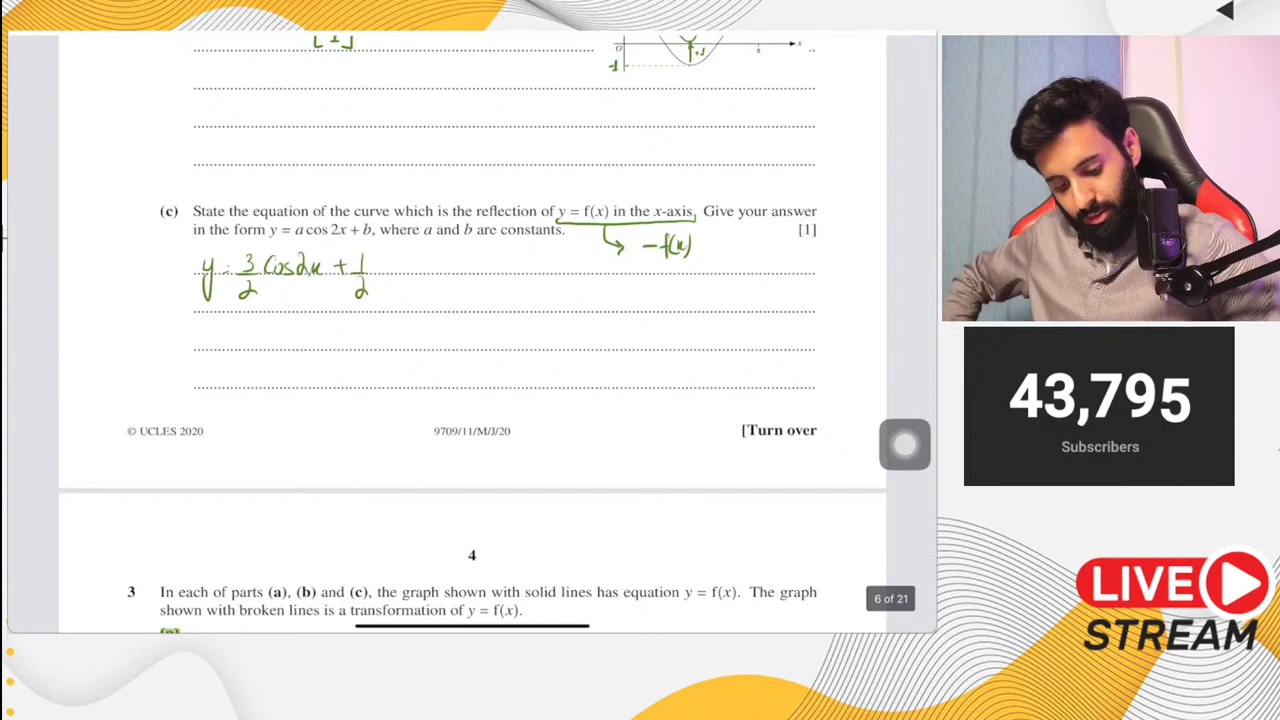 O
x
π
+1
-1
(c) State the equation of the curve which is the reflection of y = f(x) in the x-axis. Give your answer
in the form y = a cos 2x + b, where a and b are constants. [1]
→ -f(x)
y = 3/2 Cos2x + 1/2
© UCLES 2020 9709/11/M/J/20 [Turn over
4
3 In each of parts (a), (b) and (c), the graph shown with solid lines has equation y = f(x). The graph
shown with broken lines is a transformation of y = f(x).
(a)
6 of 21
43,795
Subscribers
LIVE
STREAM